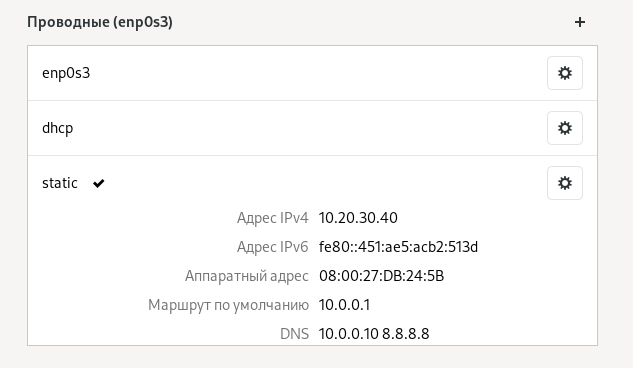 Проводные (enp0s3)
enp0s3
dhcp
static
Адрес IPv4 10.20.30.40
Адрес IPv6 fe80::451:ae5:acb2:513d
Аппаратный адрес 08:00:27:DB:24:5B
Маршрут по умолчанию 10.0.0.1
DNS 10.0.0.10 8.8.8.8